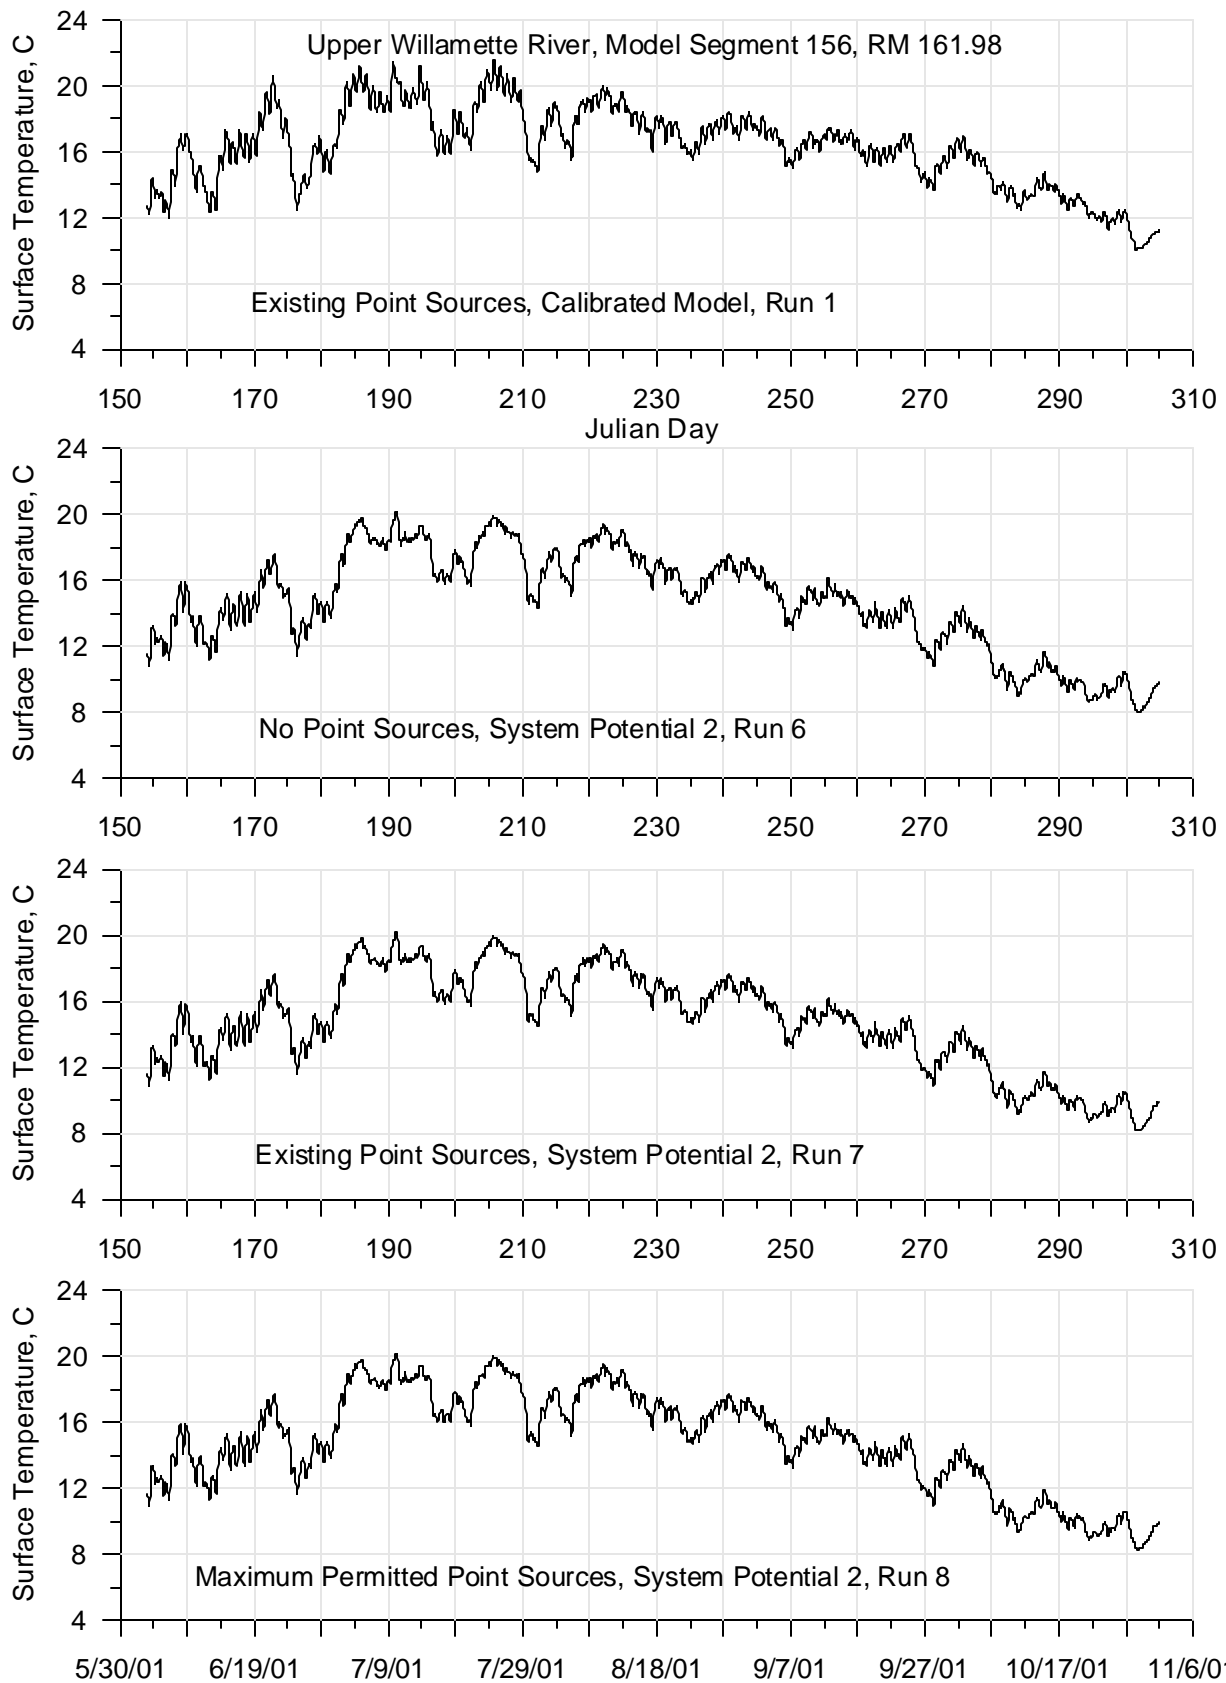 24
Upper Willamette River, Model Segment 156, RM 161.98
20
16
12
8
Existing Point Sources, Calibrated Model, Run 1
4
Surface Temperature, C
150 170 190 210 230 250 270 290 310
Julian Day
24
20
16
12
8
No Point Sources, System Potential 2, Run 6
4
Surface Temperature, C
150 170 190 210 230 250 270 290 310
24
20
16
12
8
Existing Point Sources, System Potential 2, Run 7
4
Surface Temperature, C
150 170 190 210 230 250 270 290 310
24
20
16
12
8
Maximum Permitted Point Sources, System Potential 2, Run 8
4
Surface Temperature, C
5/30/01 6/19/01 7/9/01 7/29/01 8/18/01 9/7/01 9/27/01 10/17/01 11/6/0